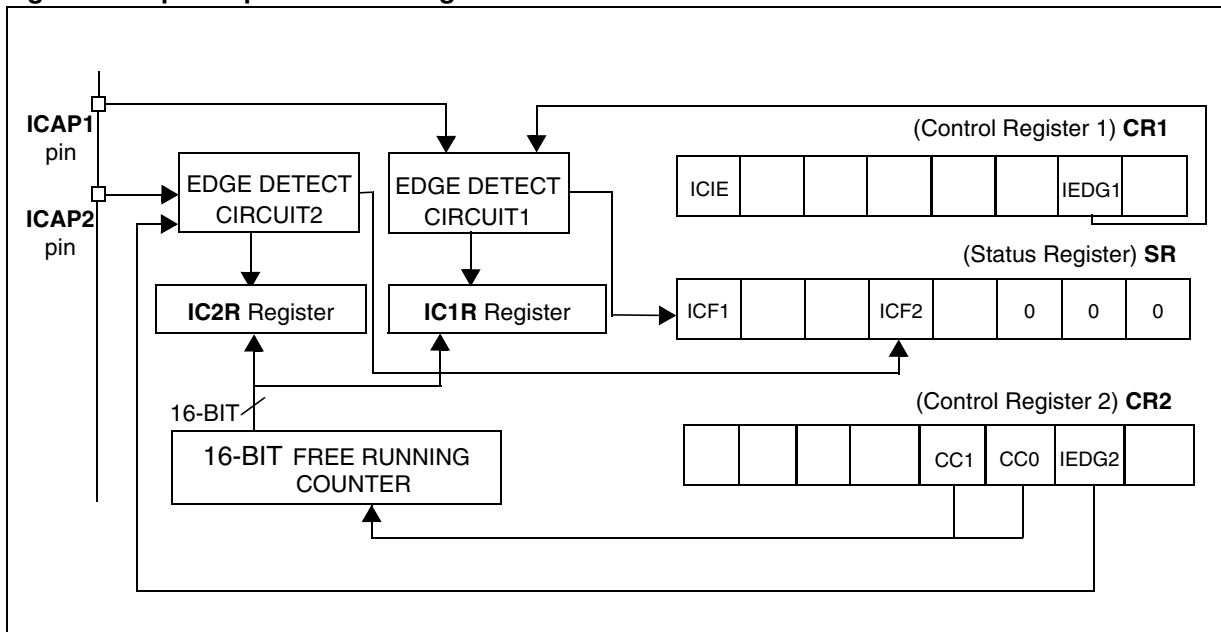 ICAP1
pin
ICAP2
pin
EDGE DETECT
CIRCUIT2
EDGE DETECT
CIRCUIT1
IC2R Register
IC1R Register
16-BIT
16-BIT FREE RUNNING
COUNTER
(Control Register 1) CR1
ICIE
IEDG1
(Status Register) SR
ICF1
ICF2
0
0
0
(Control Register 2) CR2
CC1
CC0
IEDG2